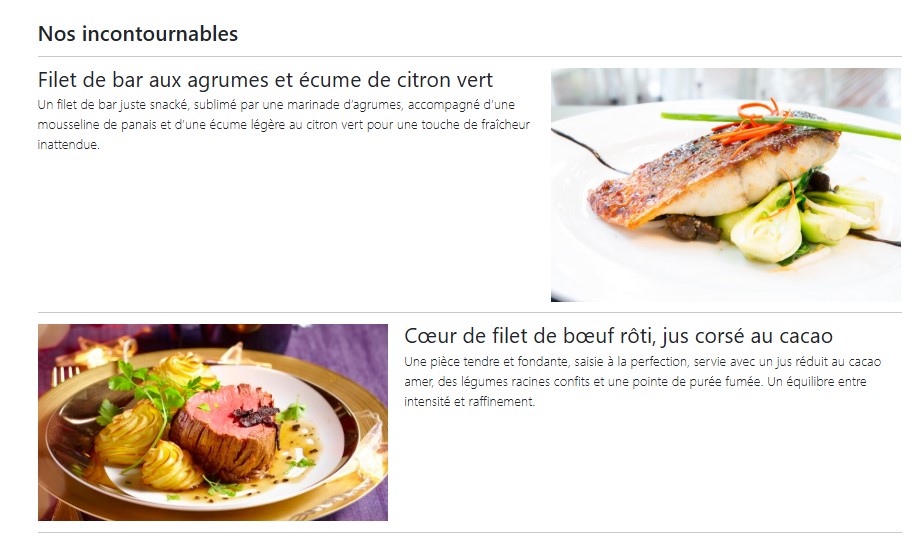 Nos incontournables
Filet de bar aux agrumes et écume de citron vert
Un filet de bar juste snacké, sublimé par une marinade d'agrumes, accompagné d'une
mousseline de panais et d'une écume légère au citron vert pour une touche de fraîcheur
inattendue.
Cœur de filet de bœuf rôti, jus corsé au cacao
Une pièce tendre et fondante, saisie à la perfection, servie avec un jus réduit au cacao
amer, des légumes racines confits et une pointe de purée fumée. Un équilibre entre
intensité et raffinement.